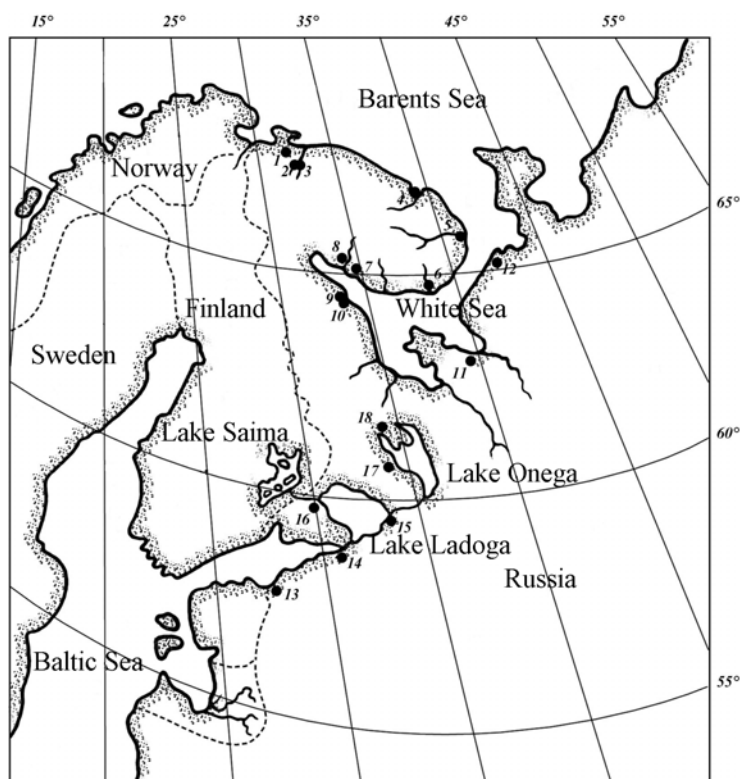 15°
25°
35°
45°
55°
Barents Sea
Norway
1
2
3
4
65°
8
7
6
12
9
10
Finland
White Sea
Sweden
11
18
Lake Saima
60°
17
Lake Onega
16
15
Lake Ladoga
14
Russia
13
Baltic Sea
55°